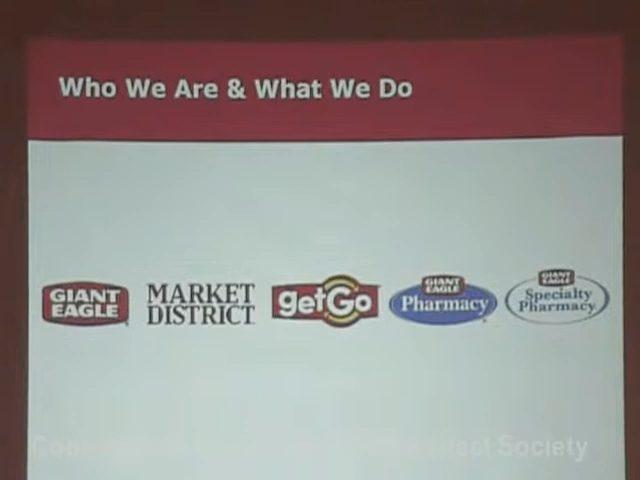 Who We Are & What We Do
GIANT
EAGLE
MARKET
DISTRICT
getGo
GIANT
EAGLE
Pharmacy
GIANT
EAGLE
Specialty
Pharmacy
Society